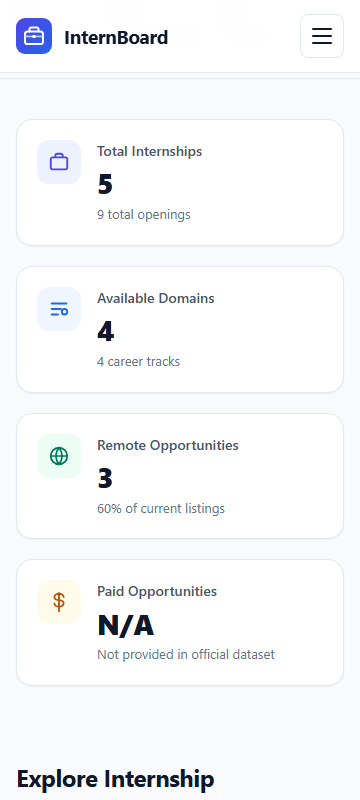 InternBoard
Total Internships
5
9 total openings
Available Domains
4
4 career tracks
Remote Opportunities
3
60% of current listings
Paid Opportunities
N/A
Not provided in official dataset
Explore Internship